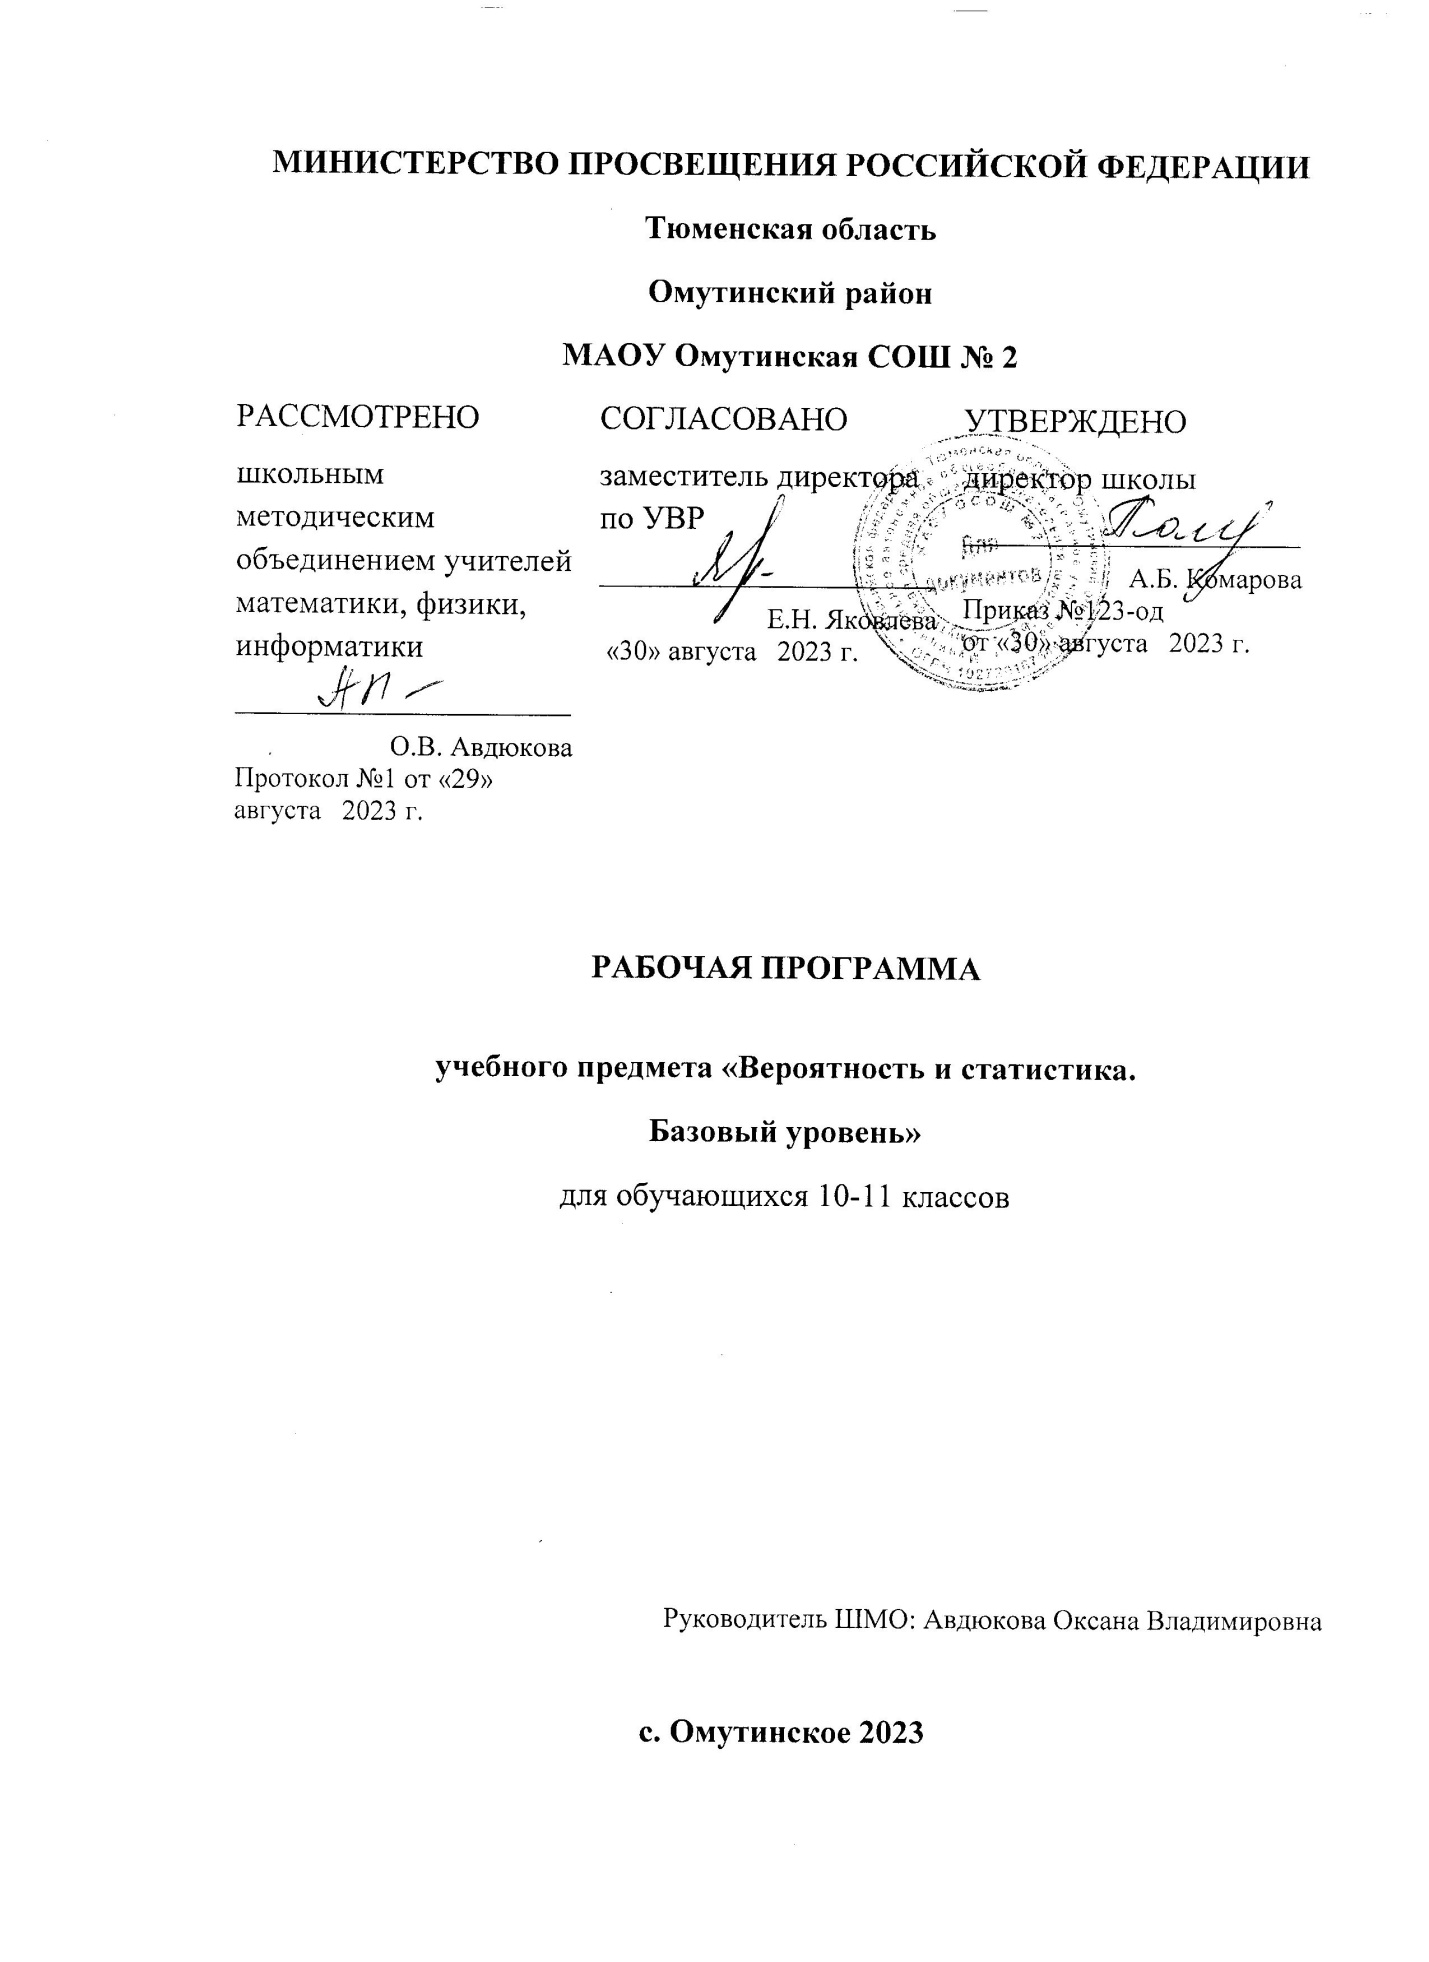 МИНИСТЕРСТВО ПРОСВЕЩЕНИЯ РОССИЙСКОЙ ФЕДЕРАЦИИ
Тюменская область
Омутинский район
МАОУ Омутинская СОШ № 2
РАССМОТРЕНО
школьным
методическим
объединением учителей
математики, физики,
информатики
О.В. Авдюкова
Протокол №1 от «29»
августа 2023 г.
СОГЛАСОВАНО
заместитель директора
по УВР
Е.Н. Яковлева
«30» августа 2023 г.
УТВЕРЖДЕНО
директор школы
А.Б. Комарова
Приказ №123-од
от «30» августа 2023 г.
Для
документов
РАБОЧАЯ ПРОГРАММА
учебного предмета «Вероятность и статистика.
Базовый уровень»
для обучающихся 10-11 классов
Руководитель ШМО: Авдюкова Оксана Владимировна
с. Омутинское 2023